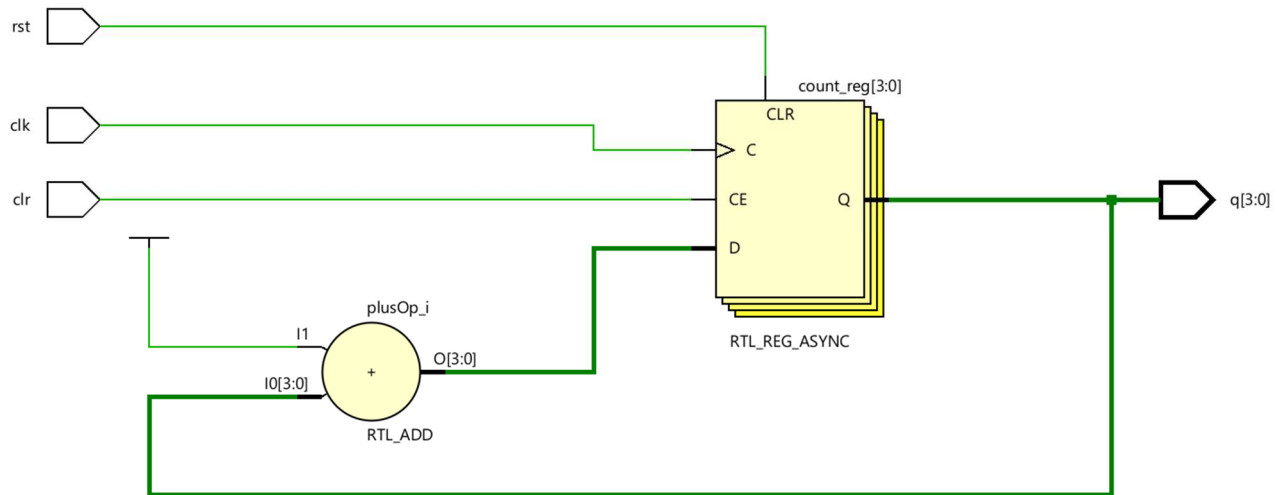 rst
count_reg[3:0]
CLR
clk
C
clr
CE
Q
q[3:0]
D
plusOp_i
I1
RTL_REG_ASYNC
O[3:0]
+
I0[3:0]
RTL_ADD